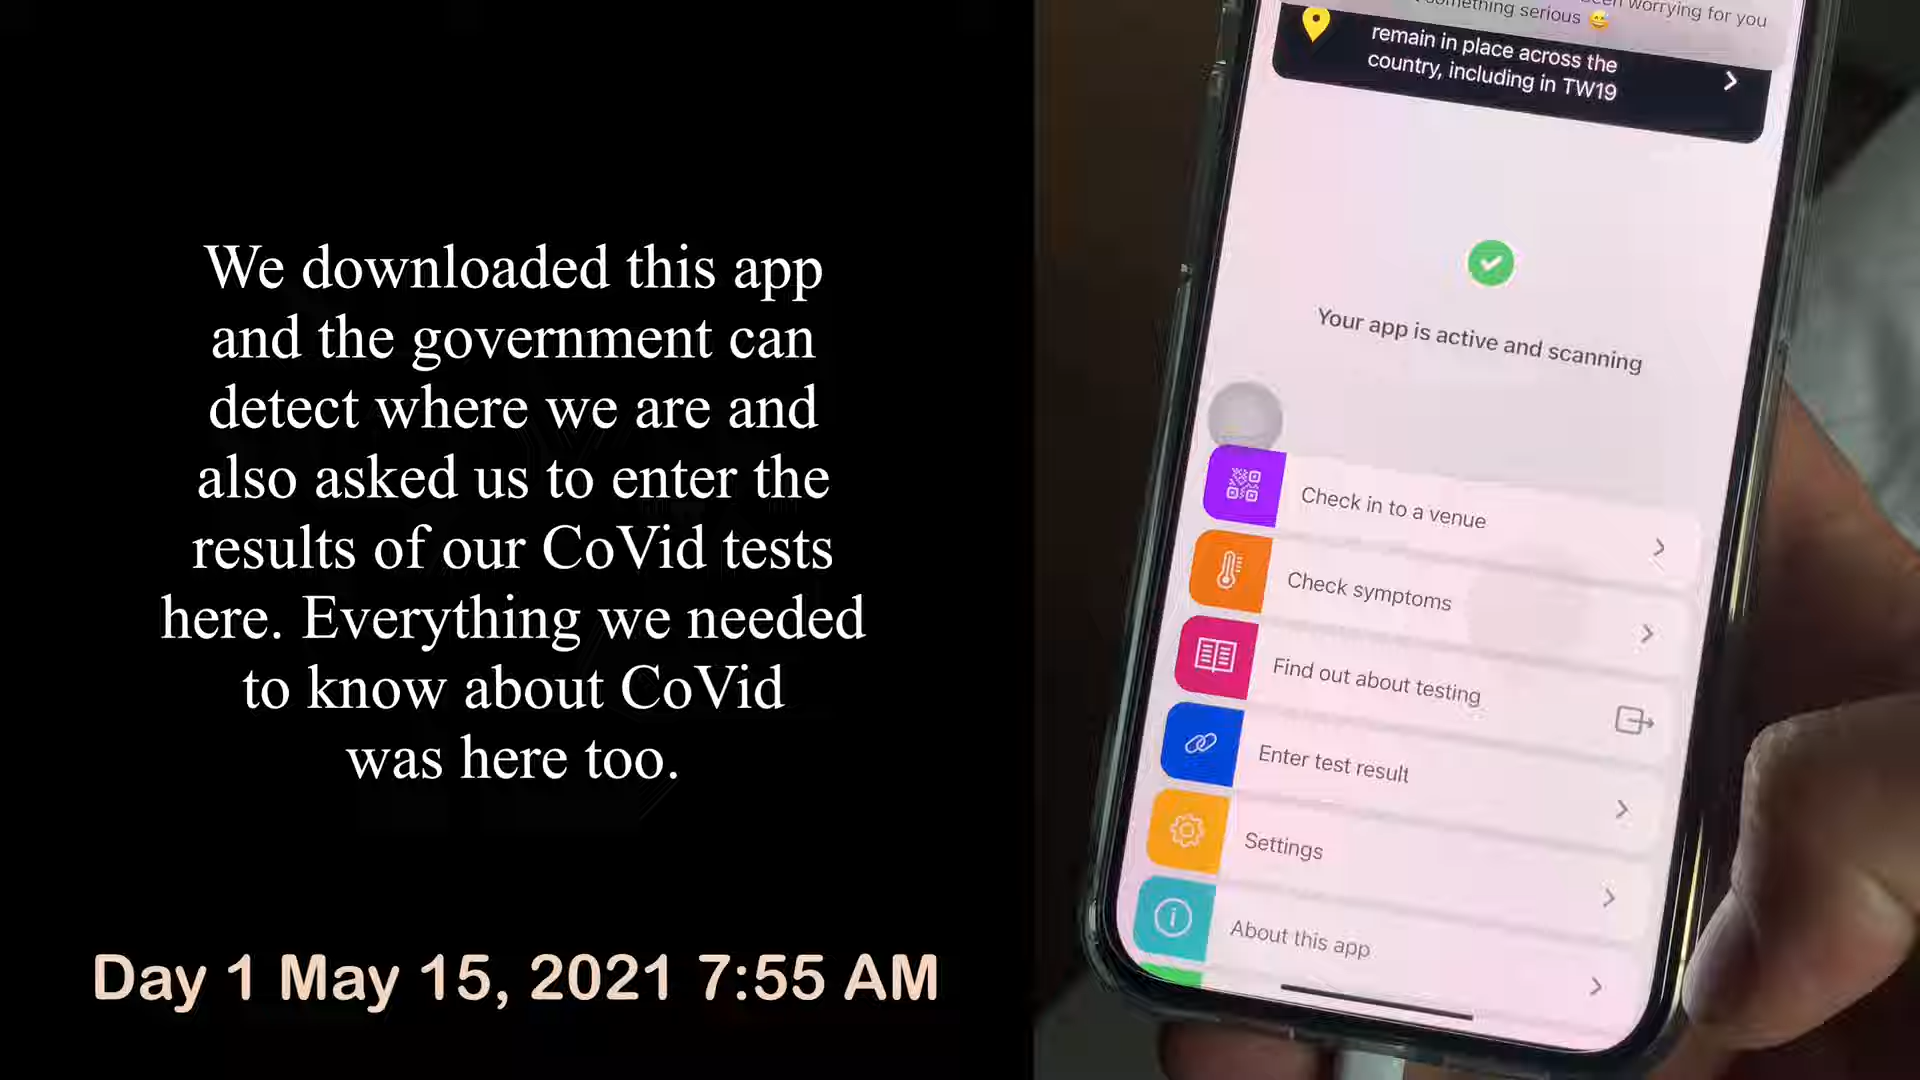 We downloaded this app
and the government can
detect where we are and
also asked us to enter the
results of our CoVid tests
here. Everything we needed
to know about CoVid
was here too.
Day 1 May 15, 2021 7:55 AM
worrying for you
something serious 😅
remain in place across the
country, including in TW19
Your app is active and scanning
Check in to a venue
Check symptoms
Find out about testing
Enter test result
Settings
About this app